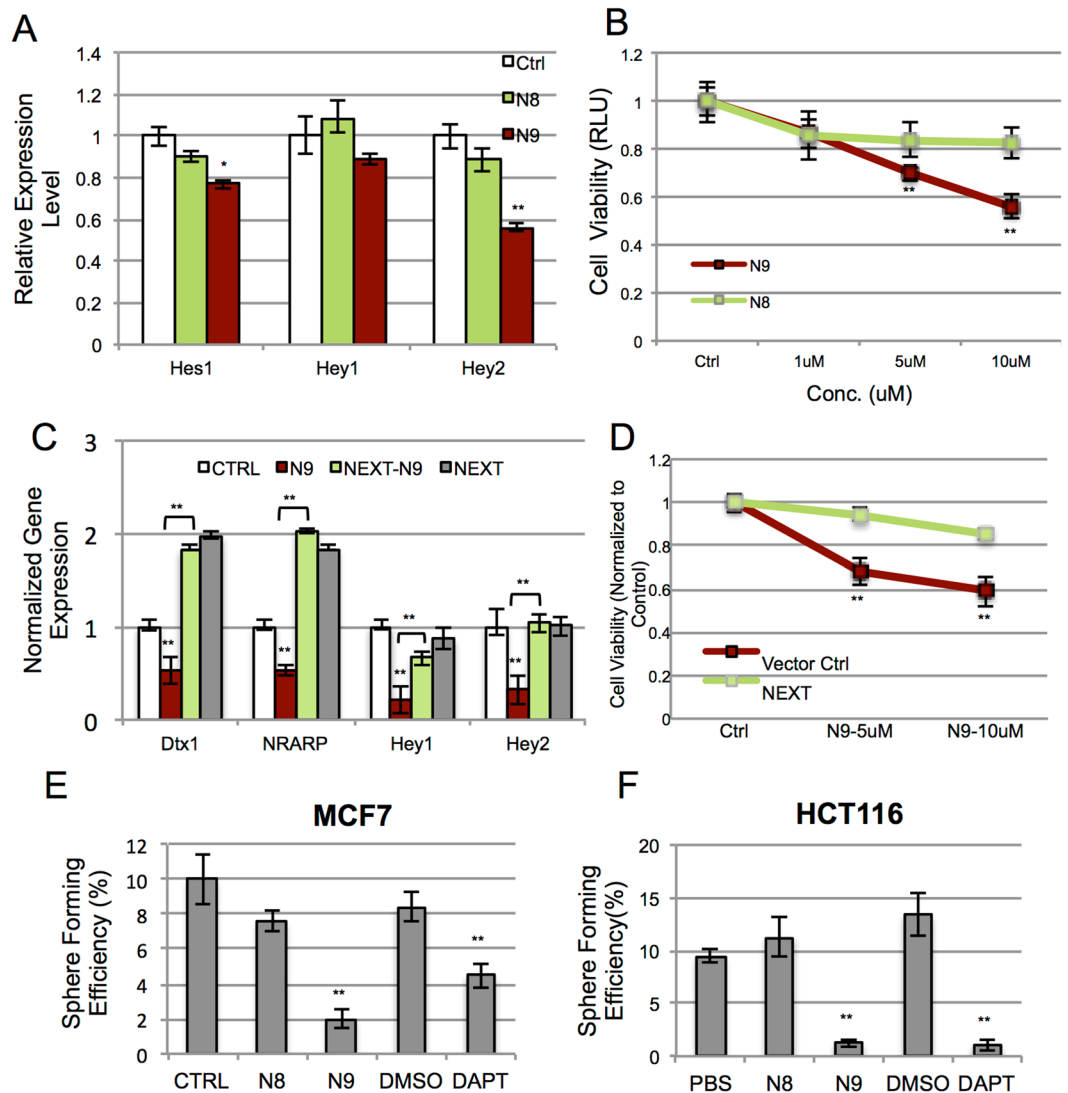 A
Relative Expression
Level
1.4
1.2
1
0.8
0.6
0.4
0.2
0
Ctrl
N8
N9
*
**
Hes1 Hey1 Hey2
B
Cell Viability (RLU)
1.2
1
0.8
0.6
0.4
0.2
0
**
**
N9
N8
Ctrl 1uM 5uM 10uM
Conc. (uM)
C
Normalized Gene
Expression
3
2
1
0
CTRL N9 NEXT-N9 NEXT
** **
** **
** **
** **
Dtx1 NRARP Hey1 Hey2
D
Cell Viability (Normalized to
Control)
1.2
1
0.8
0.6
0.4
0.2
0
**
**
Vector Ctrl
NEXT
Ctrl N9-5uM N9-10uM
E
MCF7
Sphere Forming
Efficiency (%)
12
10
8
6
4
2
0
**
**
CTRL N8 N9 DMSO DAPT
F
HCT116
Sphere Forming
Efficiency(%)
20
15
10
5
0
** **
PBS N8 N9 DMSO DAPT